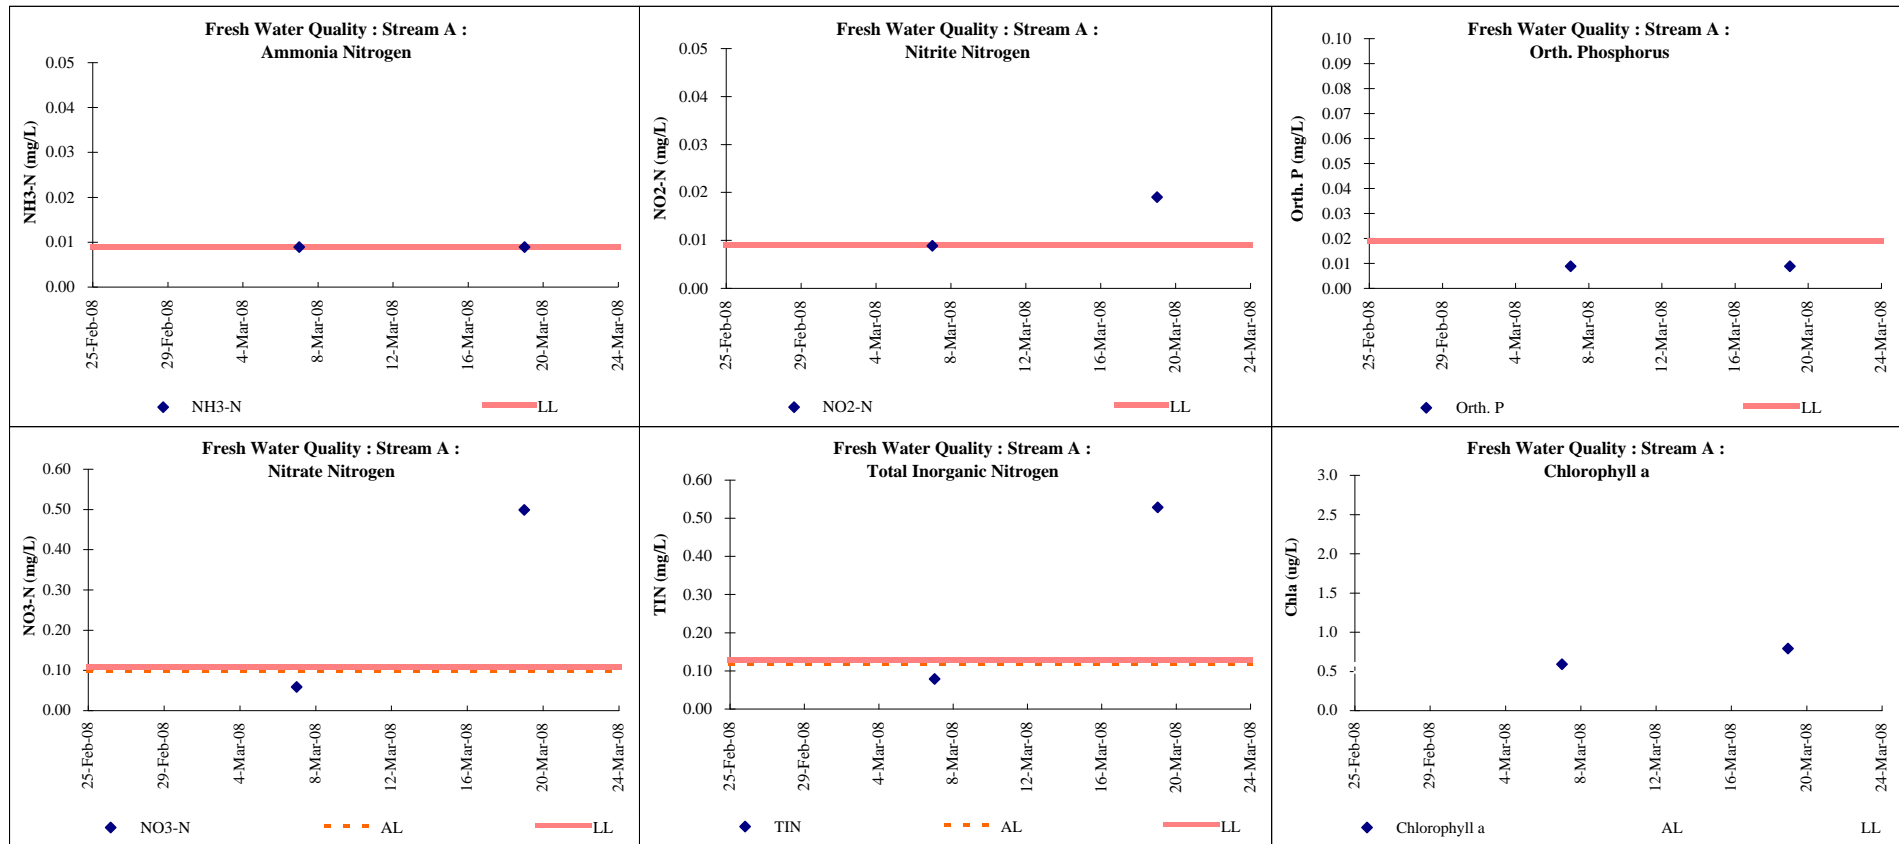 Fresh Water Quality : Stream A :
Ammonia Nitrogen
NH3-N (mg/L)
0.05
0.04
0.03
0.02
0.01
0.00
25-Feb-08
29-Feb-08
4-Mar-08
8-Mar-08
12-Mar-08
16-Mar-08
20-Mar-08
24-Mar-08
NH3-N
LL
Fresh Water Quality : Stream A :
Nitrite Nitrogen
NO2-N (mg/L)
0.05
0.04
0.03
0.02
0.01
0.00
25-Feb-08
29-Feb-08
4-Mar-08
8-Mar-08
12-Mar-08
16-Mar-08
20-Mar-08
24-Mar-08
NO2-N
LL
Fresh Water Quality : Stream A :
Orth. Phosphorus
Orth. P (mg/L)
0.10
0.09
0.08
0.07
0.06
0.05
0.04
0.03
0.02
0.01
0.00
25-Feb-08
29-Feb-08
4-Mar-08
8-Mar-08
12-Mar-08
16-Mar-08
20-Mar-08
24-Mar-08
Orth. P
LL
Fresh Water Quality : Stream A :
Nitrate Nitrogen
NO3-N (mg/L)
0.60
0.50
0.40
0.30
0.20
0.10
0.00
25-Feb-08
29-Feb-08
4-Mar-08
8-Mar-08
12-Mar-08
16-Mar-08
20-Mar-08
24-Mar-08
NO3-N
AL
LL
Fresh Water Quality : Stream A :
Total Inorganic Nitrogen
TIN (mg/L)
0.60
0.50
0.40
0.30
0.20
0.10
0.00
25-Feb-08
29-Feb-08
4-Mar-08
8-Mar-08
12-Mar-08
16-Mar-08
20-Mar-08
24-Mar-08
TIN
AL
LL
Fresh Water Quality : Stream A :
Chlorophyll a
Chla (ug/L)
3.0
2.5
2.0
1.5
1.0
0.5
0.0
25-Feb-08
29-Feb-08
4-Mar-08
8-Mar-08
12-Mar-08
16-Mar-08
20-Mar-08
24-Mar-08
Chlorophyll a
AL
LL